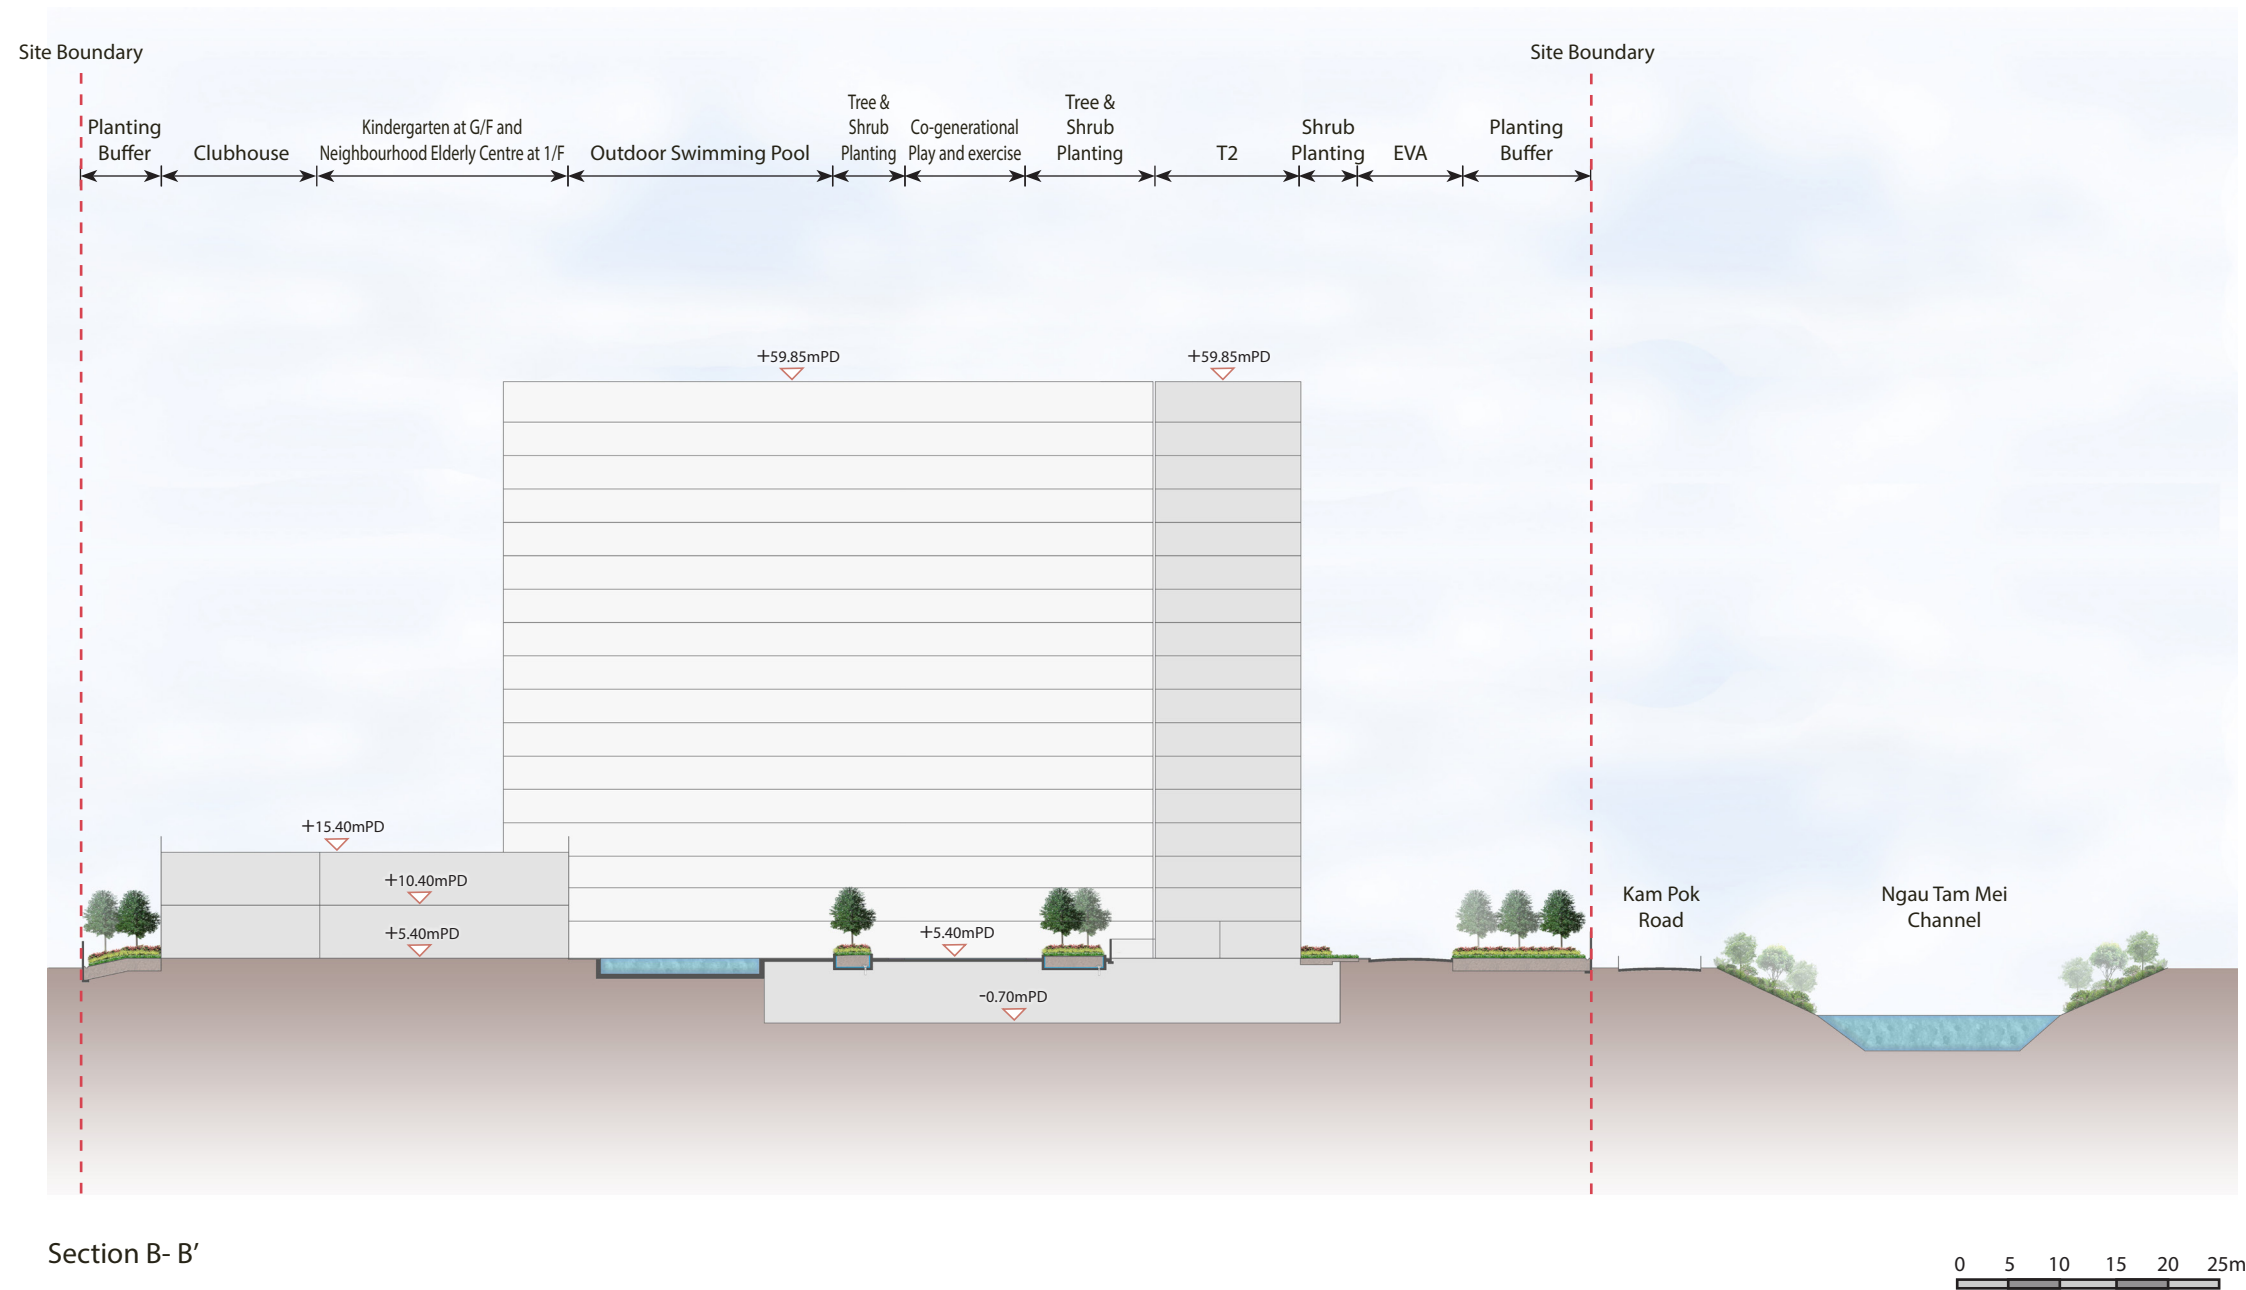 Site Boundary
Site Boundary
Planting
Buffer
Clubhouse
Kindergarten at G/F and
Neighbourhood Elderly Centre at 1/F
Outdoor Swimming Pool
Tree &
Shrub
Planting
Co-generational
Play and exercise
Tree &
Shrub
Planting
T2
Shrub
Planting
EVA
Planting
Buffer
+59.85mPD
+59.85mPD
+15.40mPD
+10.40mPD
+5.40mPD
+5.40mPD
-0.70mPD
Kam Pok
Road
Ngau Tam Mei
Channel
Section B- B’
0 5 10 15 20 25m